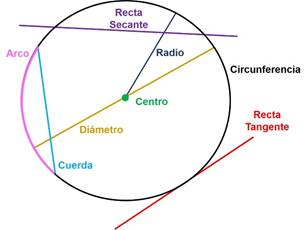 Recta
Secante
Arco
Radio
Circunferencia
Centro
Recta
Tangente
Diámetro
Cuerda